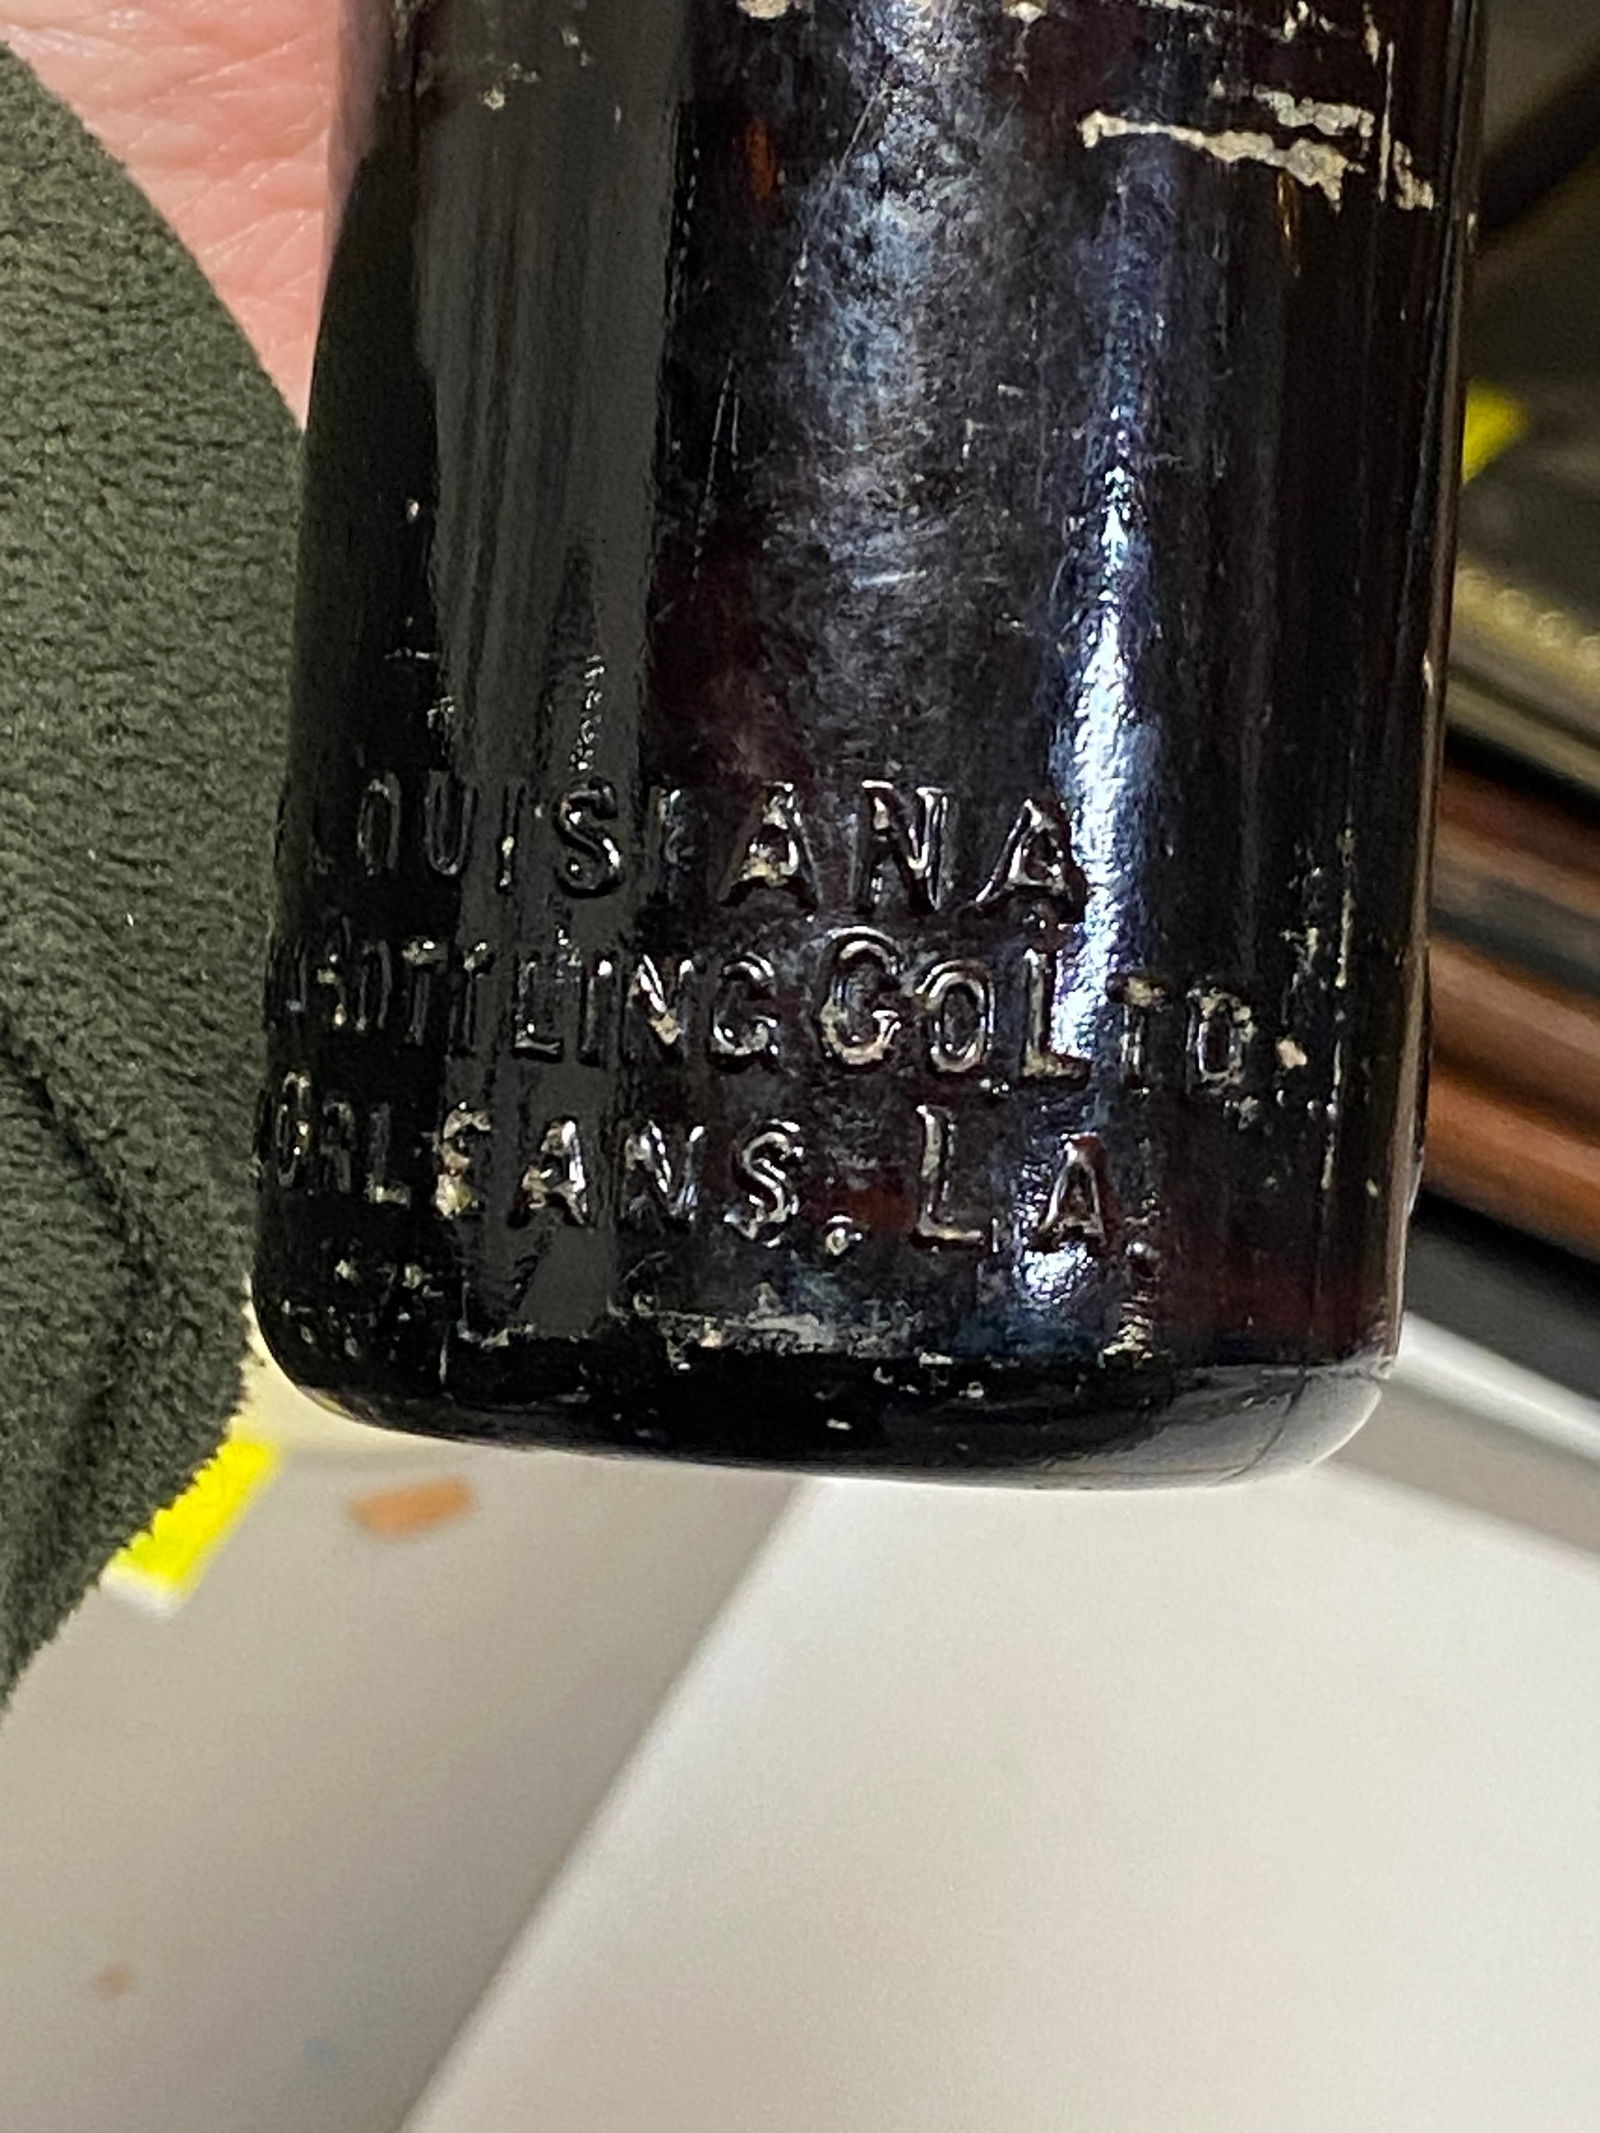 LOUISIANA
BOTTLING CO LTD.
ORLEANS. LA.